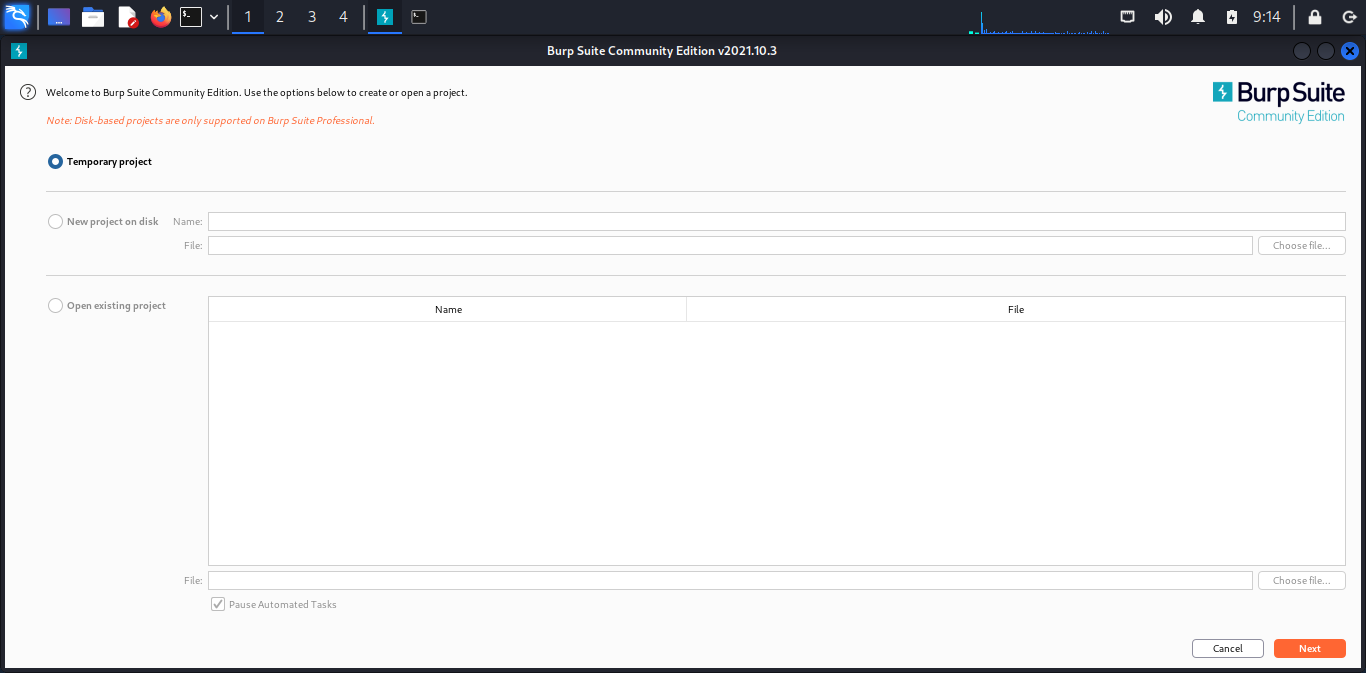 1 2 3 4 9:14
Burp Suite Community Edition v2021.10.3
Welcome to Burp Suite Community Edition. Use the options below to create or open a project.
Note: Disk-based projects are only supported on Burp Suite Professional.
Burp Suite
Community Edition
Temporary project
New project on disk Name:
File: Choose file...
Open existing project Name File
File: Choose file...
Pause Automated Tasks
Cancel Next